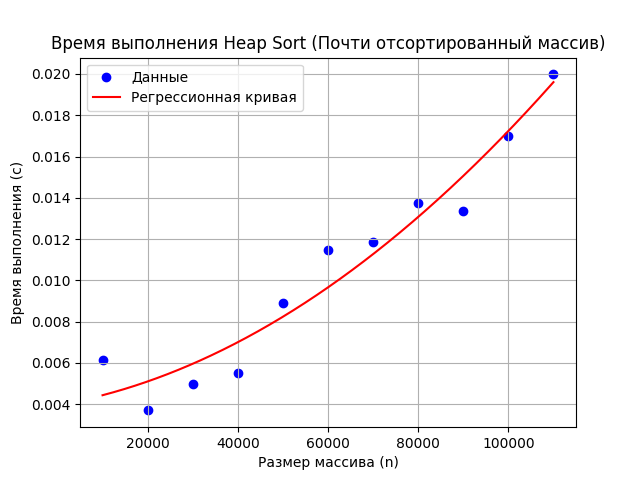 Время выполнения Heap Sort (Почти отсортированный массив)
Данные
Регрессионная кривая
Время выполнения (с)
0.020
0.018
0.016
0.014
0.012
0.010
0.008
0.006
0.004
20000 40000 60000 80000 100000
Размер массива (n)